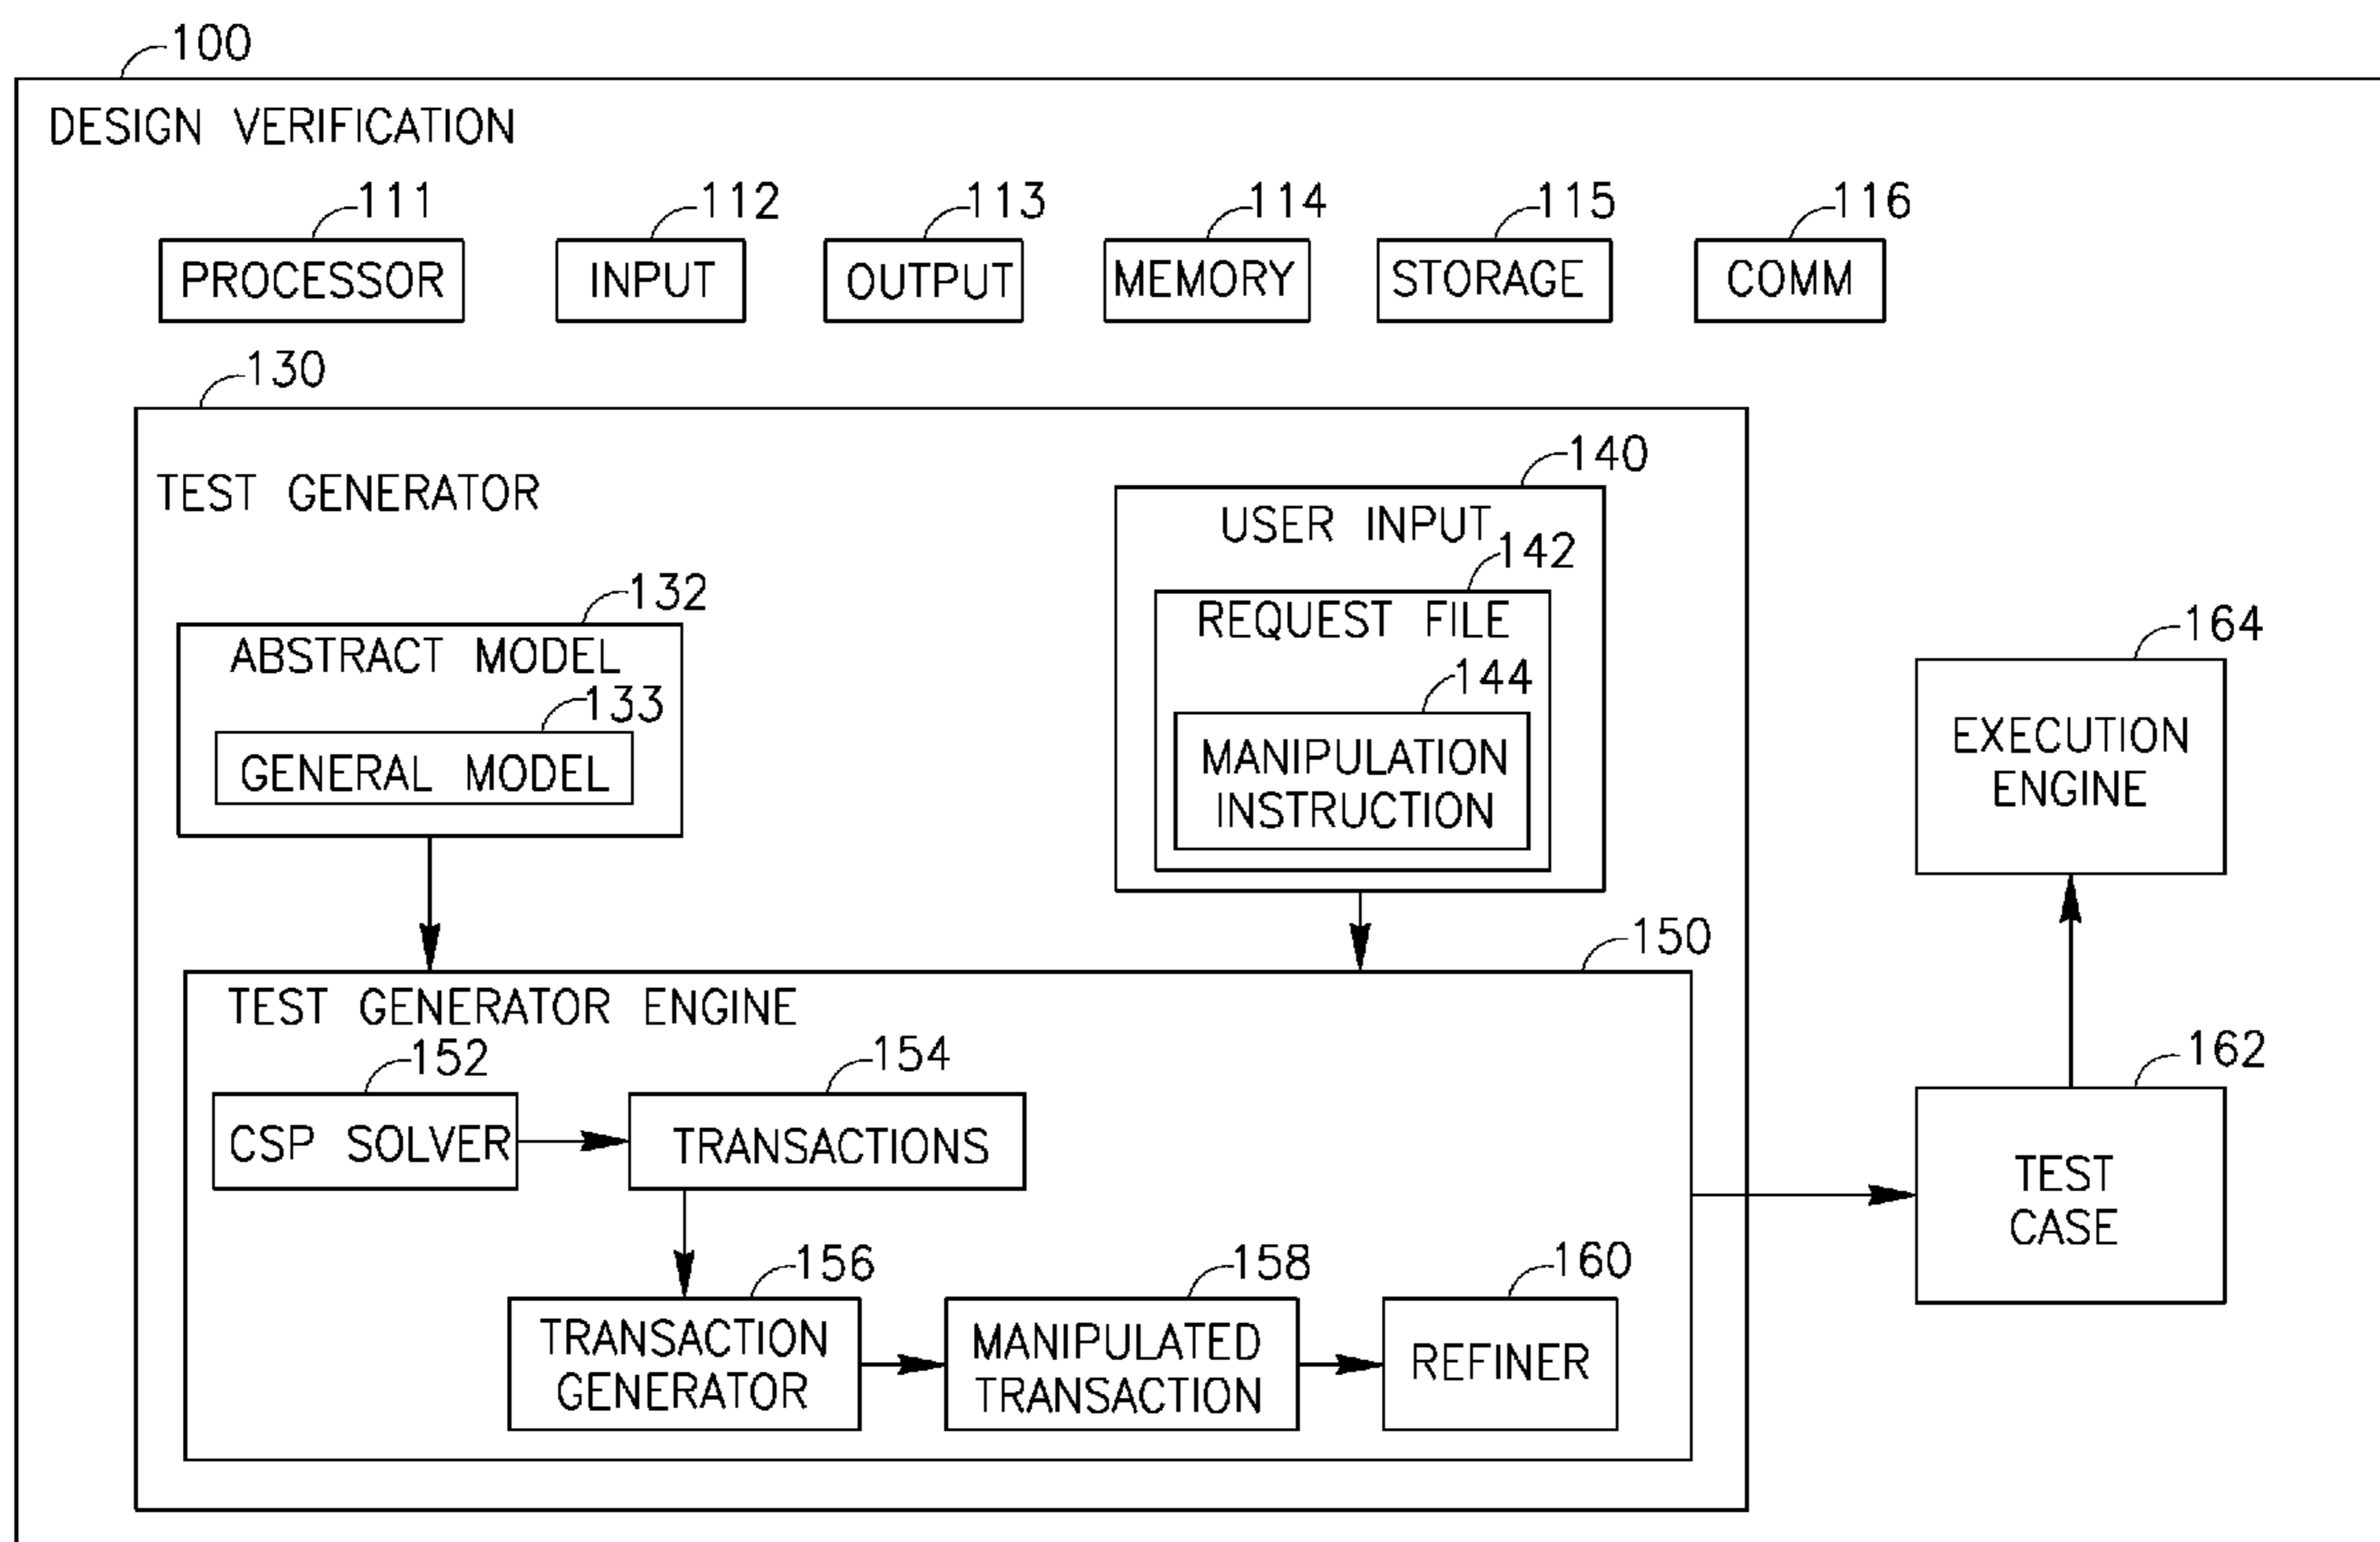 100
DESIGN VERIFICATION
111
112
113
114
115
116
PROCESSOR
INPUT
OUTPUT
MEMORY
STORAGE
COMM
130
TEST GENERATOR
140
USER INPUT
142
REQUEST FILE
144
MANIPULATION
INSTRUCTION
132
ABSTRACT MODEL
133
GENERAL MODEL
164
EXECUTION
ENGINE
150
TEST GENERATOR ENGINE
152
CSP SOLVER
154
TRANSACTIONS
156
TRANSACTION
GENERATOR
158
MANIPULATED
TRANSACTION
160
REFINER
162
TEST
CASE